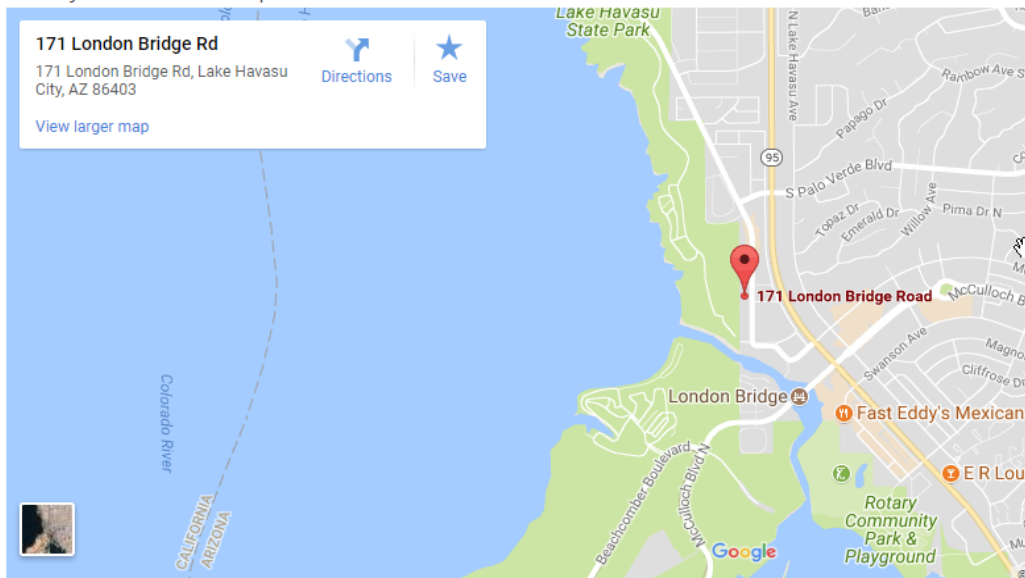 171 London Bridge Rd
171 London Bridge Rd, Lake Havasu
City, AZ 86403
Directions
Save
View larger map
Lake Havasu
State Park
N Lake Havasu Ave
Rainbow Ave S
Papago Dr
95
S Palo Verde Blvd
Topaz Dr
Emerald Dr
Willow Ave
Pima Dr N
171 London Bridge Road
McCulloch B
Swanson Ave
Magnol
Cliffrose Dr
London Bridge
Fast Eddy's Mexican
E R Lou
Colorado River
Beachcomber Boulevard
McCulloch Blvd N
Rotary
Community
Park &
Playground
CALIFORNIA
ARIZONA
Google